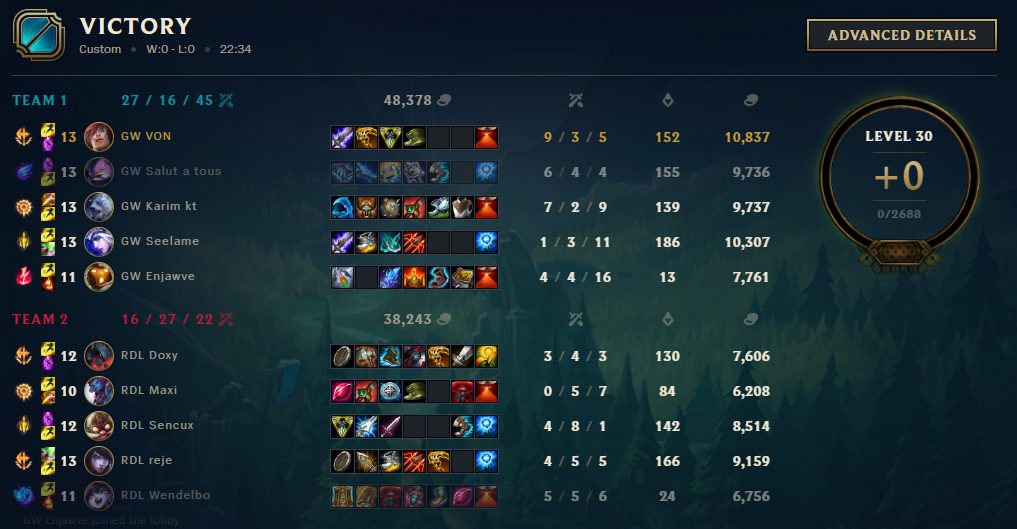 VICTORY
Custom • W:0 - L:0 • 22:34
ADVANCED DETAILS
TEAM 1 27 / 16 / 45 48,378
13 GW VON 9 / 3 / 5 152 10,837
13 GW Salut a tous 6 / 4 / 4 155 9,736
13 GW Karim kt 7 / 2 / 9 139 9,737
13 GW Seelame 1 / 3 / 11 186 10,307
11 GW Enjawve 4 / 4 / 16 13 7,761
LEVEL 30
+0
0/2688
TEAM 2 16 / 27 / 22 38,243
12 RDL Doxy 3 / 4 / 3 130 7,606
10 RDL Maxi 0 / 5 / 7 84 6,208
12 RDL Sencux 4 / 8 / 1 142 8,514
13 RDL reje 4 / 5 / 5 166 9,159
11 RDL Wendelbo 5 / 5 / 6 24 6,756
GW Enjawve joined the lobby